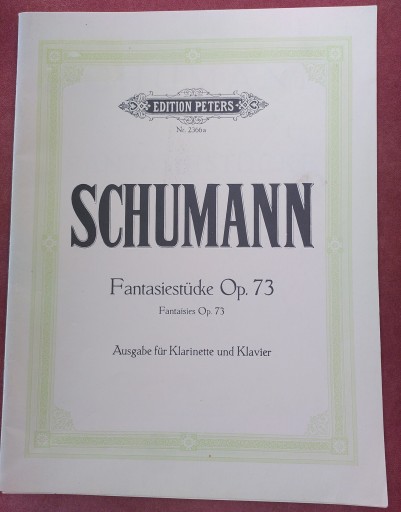 EDITION PETERS
Nr. 2366a
SCHUMANN
Fantasiestücke Op. 73
Fantaisies Op. 73
Ausgabe für Klarinette und Klavier